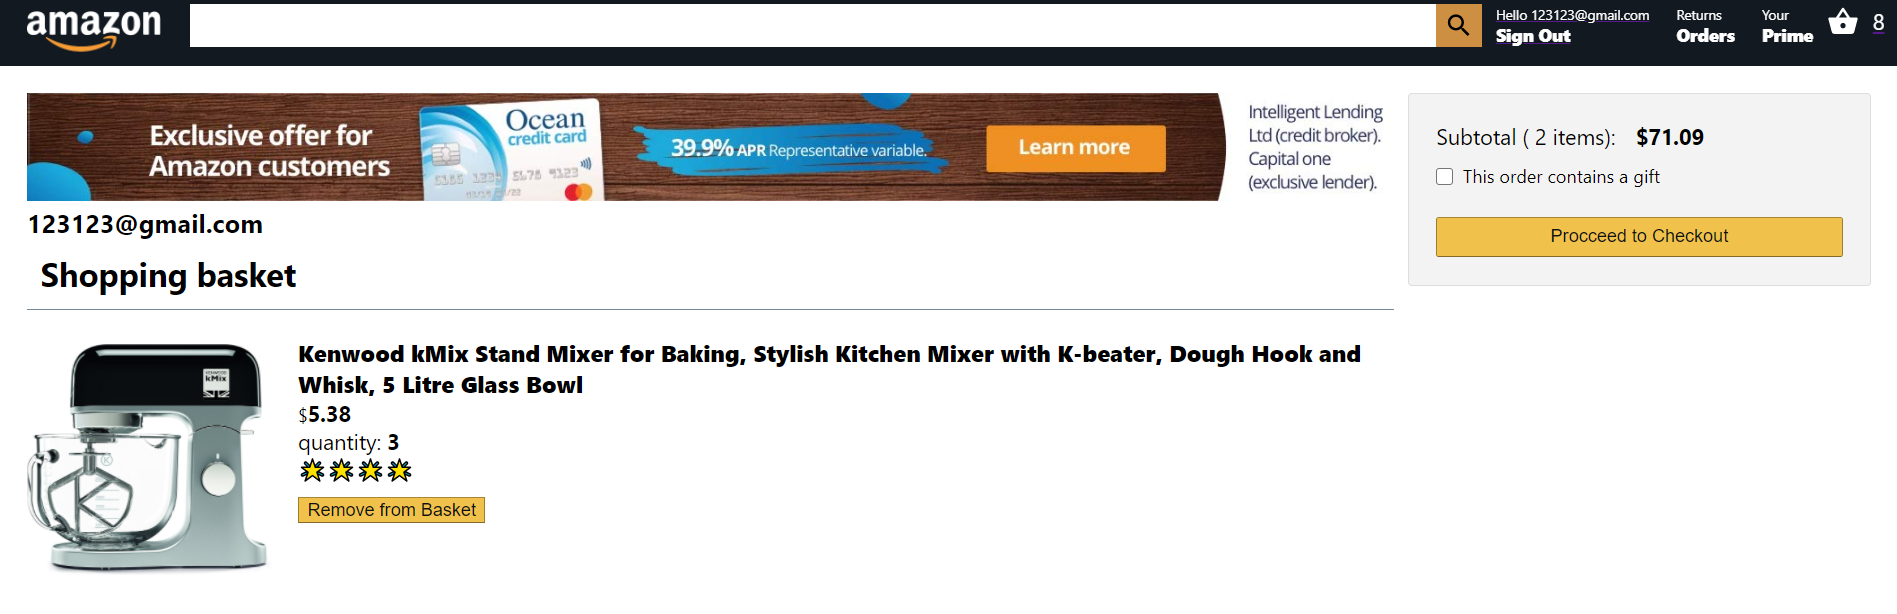 amazon
Hello 123123@gmail.com
Sign Out
Returns
Orders
Your
Prime
8
Exclusive offer for
Amazon customers
Ocean
credit card
39.9% APR Representative variable.
Learn more
Intelligent Lending
Ltd (credit broker).
Capital one
(exclusive lender).
Subtotal ( 2 items): $71.09
This order contains a gift
Procceed to Checkout
123123@gmail.com
Shopping basket
Kenwood kMix Stand Mixer for Baking, Stylish Kitchen Mixer with K-beater, Dough Hook and
Whisk, 5 Litre Glass Bowl
$5.38
quantity: 3
Remove from Basket
kMix